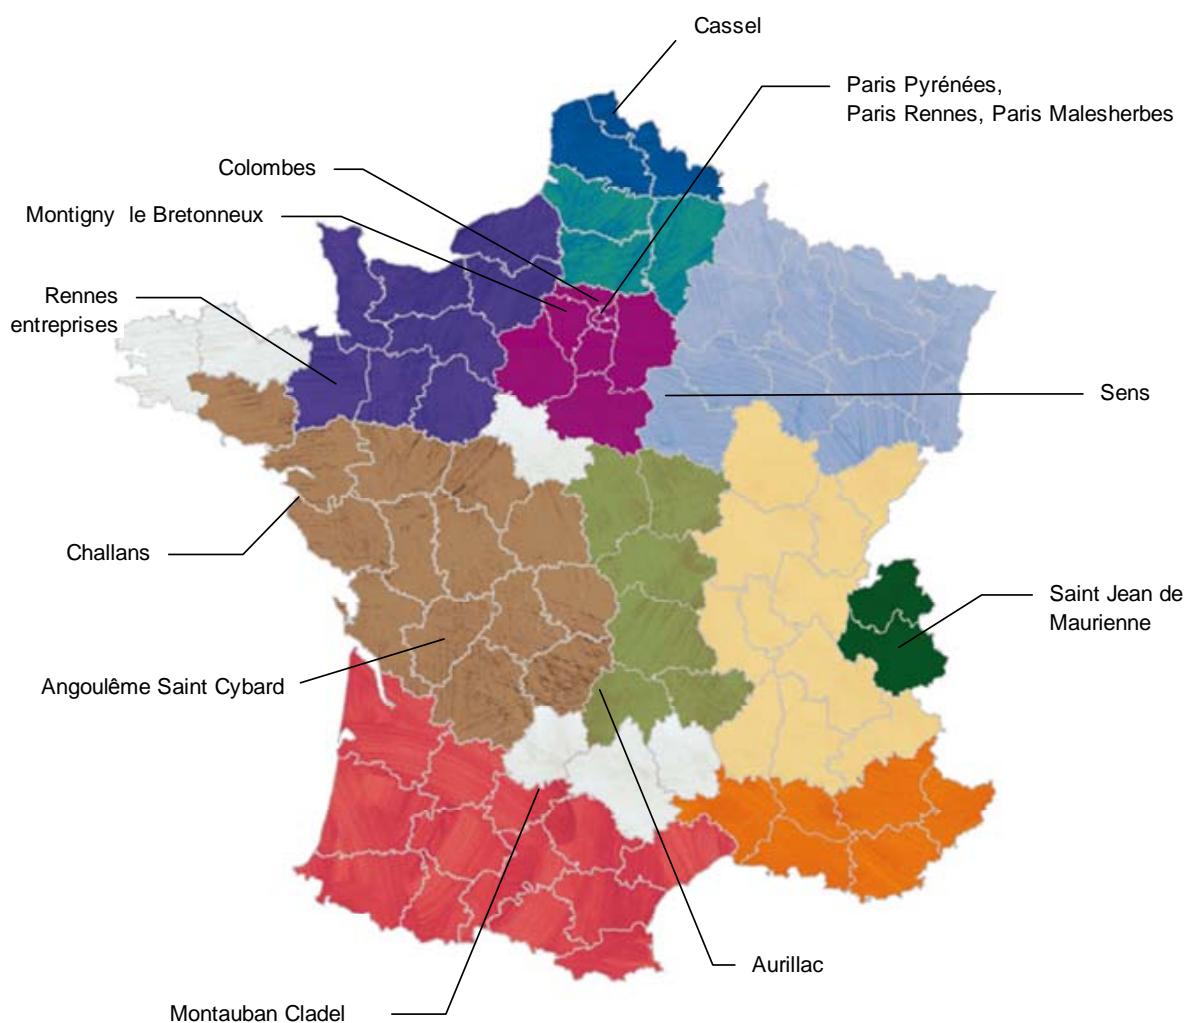 Cassel
Paris Pyrénées,
Paris Rennes, Paris Malesherbes
Colombes
Montigny le Bretonneux
Rennes
entreprises
Sens
Challans
Saint Jean de
Maurienne
Angoulême Saint Cybard
Aurillac
Montauban Cladel